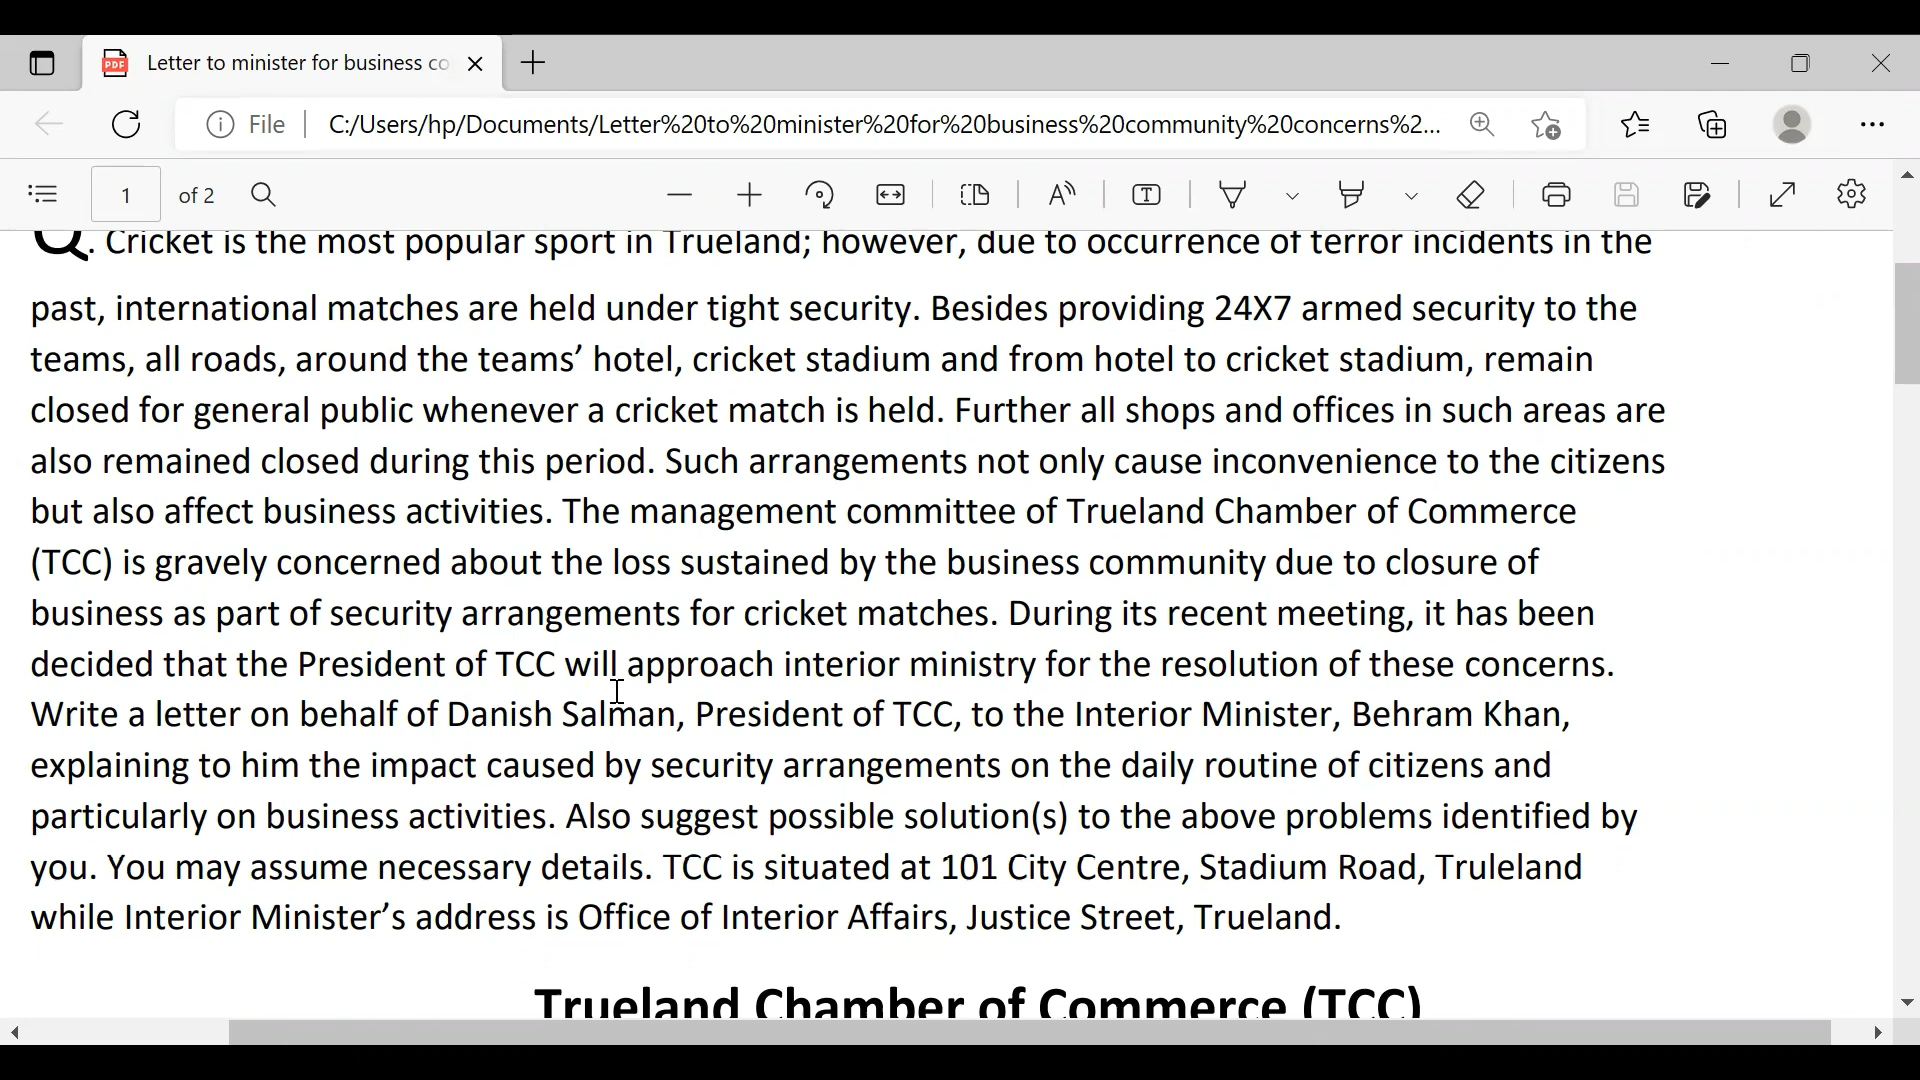 Letter to minister for business co
File
C:/Users/hp/Documents/Letter%20to%20minister%20for%20business%20community%20concerns%2...
1 of 2
Q. Cricket is the most popular sport in Trueland; however, due to occurrence of terror incidents in the
past, international matches are held under tight security. Besides providing 24X7 armed security to the
teams, all roads, around the teams’ hotel, cricket stadium and from hotel to cricket stadium, remain
closed for general public whenever a cricket match is held. Further all shops and offices in such areas are
also remained closed during this period. Such arrangements not only cause inconvenience to the citizens
but also affect business activities. The management committee of Trueland Chamber of Commerce
(TCC) is gravely concerned about the loss sustained by the business community due to closure of
business as part of security arrangements for cricket matches. During its recent meeting, it has been
decided that the President of TCC will approach interior ministry for the resolution of these concerns.
Write a letter on behalf of Danish Salman, President of TCC, to the Interior Minister, Behram Khan,
explaining to him the impact caused by security arrangements on the daily routine of citizens and
particularly on business activities. Also suggest possible solution(s) to the above problems identified by
you. You may assume necessary details. TCC is situated at 101 City Centre, Stadium Road, Truleland
while Interior Minister’s address is Office of Interior Affairs, Justice Street, Trueland.
Trueland Chamber of Commerce (TCC)